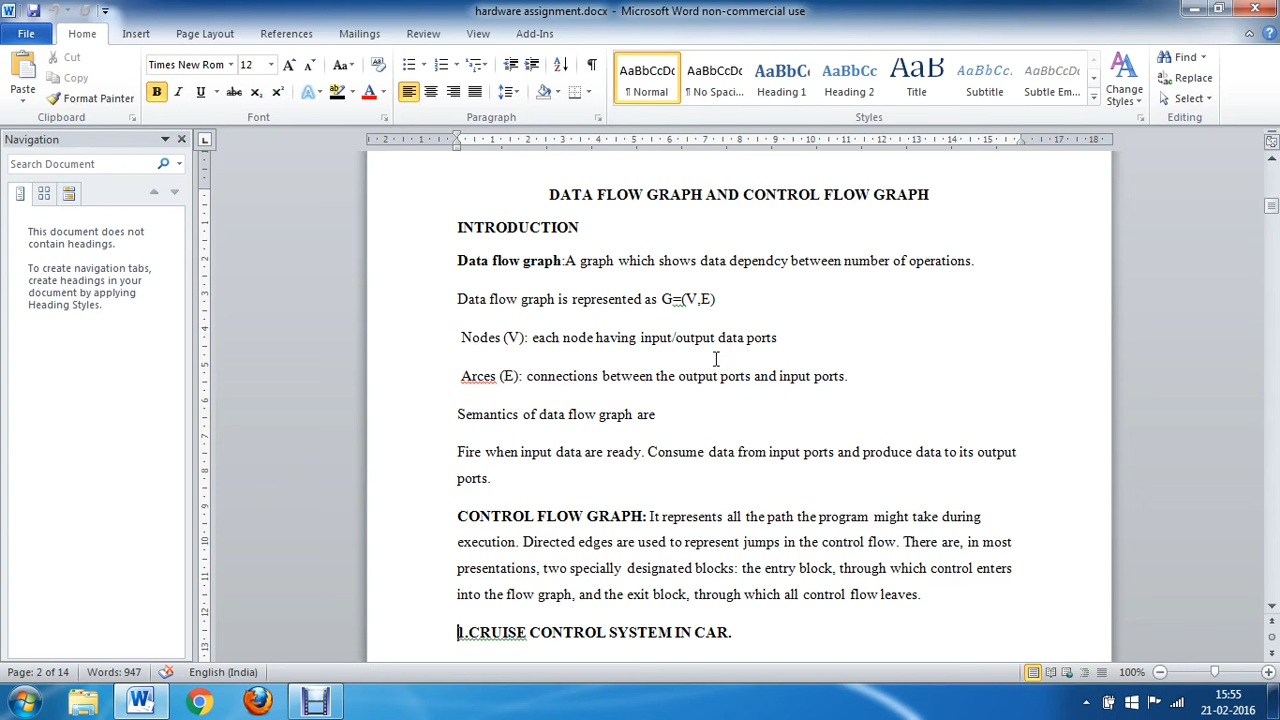 hardware assignment.docx - Microsoft Word non-commercial use
File Home Insert Page Layout References Mailings Review View Add-Ins
Paste
Cut
Copy
Format Painter
Clipboard
Times New Rom 12
Font
Paragraph
AaBbCcDc AaBbCcDc AaBbCc AaBbCc AaB AaBbCc. AaBbCcDc
¶ Normal ¶ No Spaci... Heading 1 Heading 2 Title Subtitle Subtle Em...
Styles
Change
Styles
Find
Replace
Select
Editing
Navigation
Search Document
This document does not
contain headings.
To create navigation tabs,
create headings in your
document by applying
Heading Styles.
DATA FLOW GRAPH AND CONTROL FLOW GRAPH
INTRODUCTION
Data flow graph:A graph which shows data dependcy between number of operations.
Data flow graph is represented as G=(V,E)
Nodes (V): each node having input/output data ports
Arces (E): connections between the output ports and input ports.
Semantics of data flow graph are
Fire when input data are ready. Consume data from input ports and produce data to its output
ports.
CONTROL FLOW GRAPH: It represents all the path the program might take during
execution. Directed edges are used to represent jumps in the control flow. There are, in most
presentations, two specially designated blocks: the entry block, through which control enters
into the flow graph, and the exit block, through which all control flow leaves.
1.CRUISE CONTROL SYSTEM IN CAR.
Page: 2 of 14 Words: 947 English (India) 100%
15:55
21-02-2016